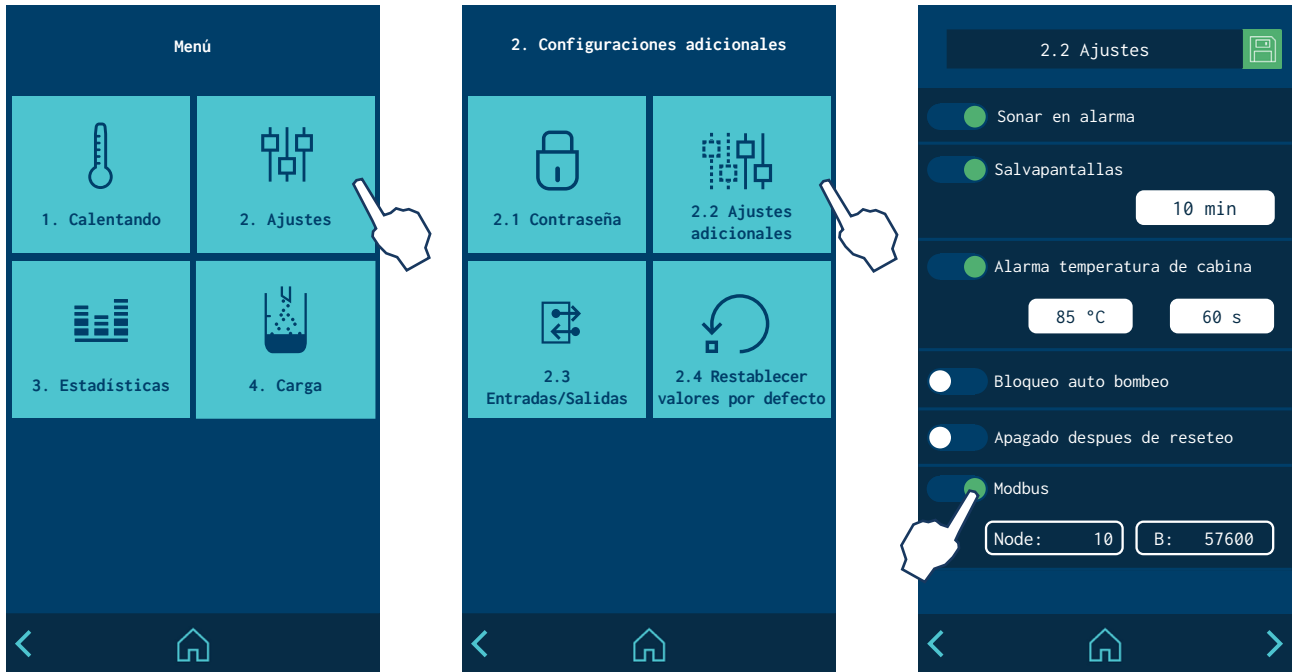 Menú
1. Calentando
2. Ajustes
3. Estadísticas
4. Carga
2. Configuraciones adicionales
2.1 Contraseña
2.2 Ajustes
adicionales
2.3
Entradas/Salidas
2.4 Restablecer
valores por defecto
2.2 Ajustes
Sonar en alarma
Salvapantallas
10 min
Alarma temperatura de cabina
85 °C
60 s
Bloqueo auto bombeo
Apagado despues de reseteo
Modbus
Node: 10
B: 57600